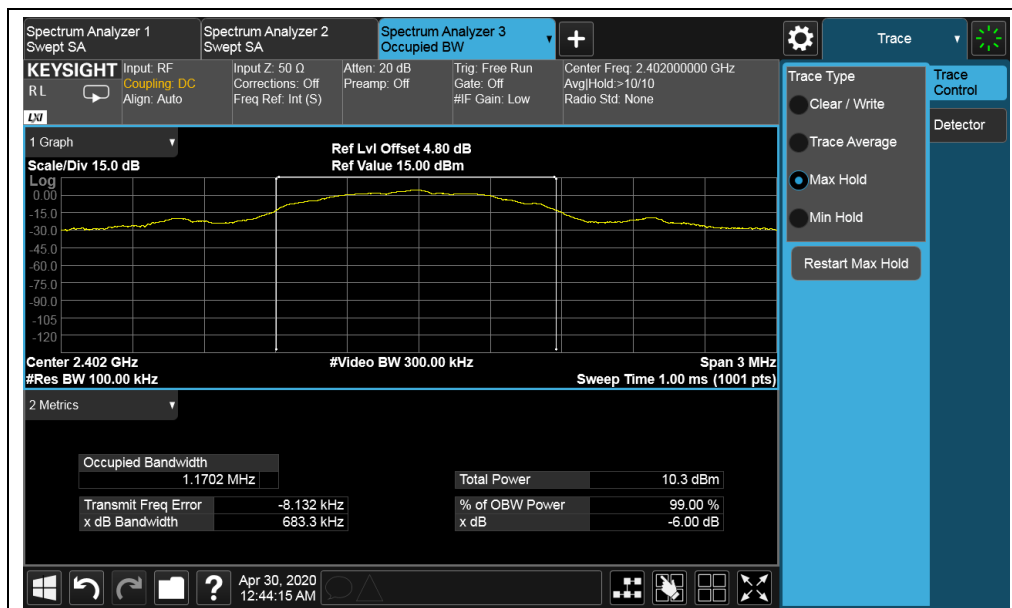 Spectrum Analyzer 1
Swept SA
Spectrum Analyzer 2
Swept SA
Spectrum Analyzer 3
Occupied BW
Trace
KEYSIGHT
R L
LXI
Input: RF
Coupling: DC
Align: Auto
Input Z: 50 Ω
Corrections: Off
Freq Ref: Int (S)
Atten: 20 dB
Preamp: Off
Trig: Free Run
Gate: Off
#IF Gain: Low
Center Freq: 2.402000000 GHz
Avg|Hold:>10/10
Radio Std: None
Trace Type
Clear / Write
Trace Average
Max Hold
Min Hold
Restart Max Hold
Trace
Control
Detector
1 Graph
Scale/Div 15.0 dB
Ref Lvl Offset 4.80 dB
Ref Value 15.00 dBm
Log
0.00
-15.0
-30.0
-45.0
-60.0
-75.0
-90.0
-105
-120
Center 2.402 GHz
#Video BW 300.00 kHz
Span 3 MHz
#Res BW 100.00 kHz
Sweep Time 1.00 ms (1001 pts)
2 Metrics
Occupied Bandwidth
1.1702 MHz
Total Power 10.3 dBm
Transmit Freq Error -8.132 kHz
% of OBW Power 99.00 %
x dB Bandwidth 683.3 kHz
x dB -6.00 dB
?
Apr 30, 2020
12:44:15 AM